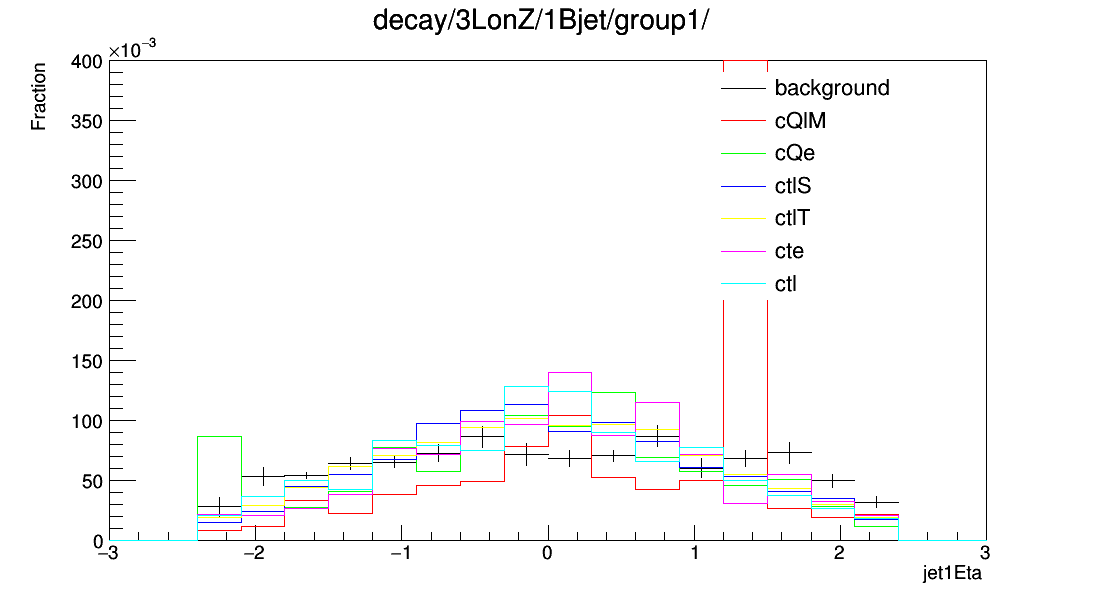 decay/3LonZ/1Bjet/group1/
×10⁻³
Fraction
400
350
300
250
200
150
100
50
0
background
cQlM
cQe
ctlS
ctlT
cte
ctl
−3
−2
−1
0
1
2
3
jet1Eta